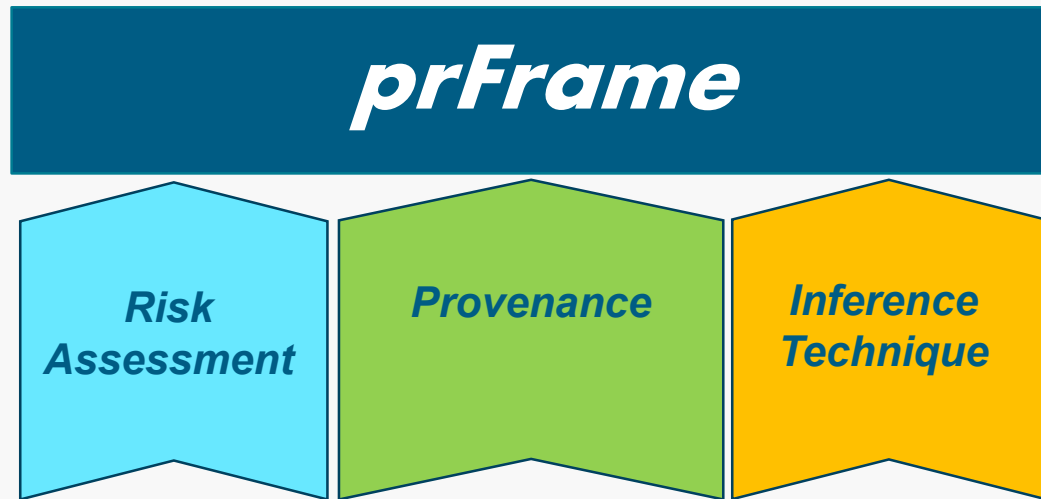 prFrame
Risk
Assessment
Provenance
Inference
Technique